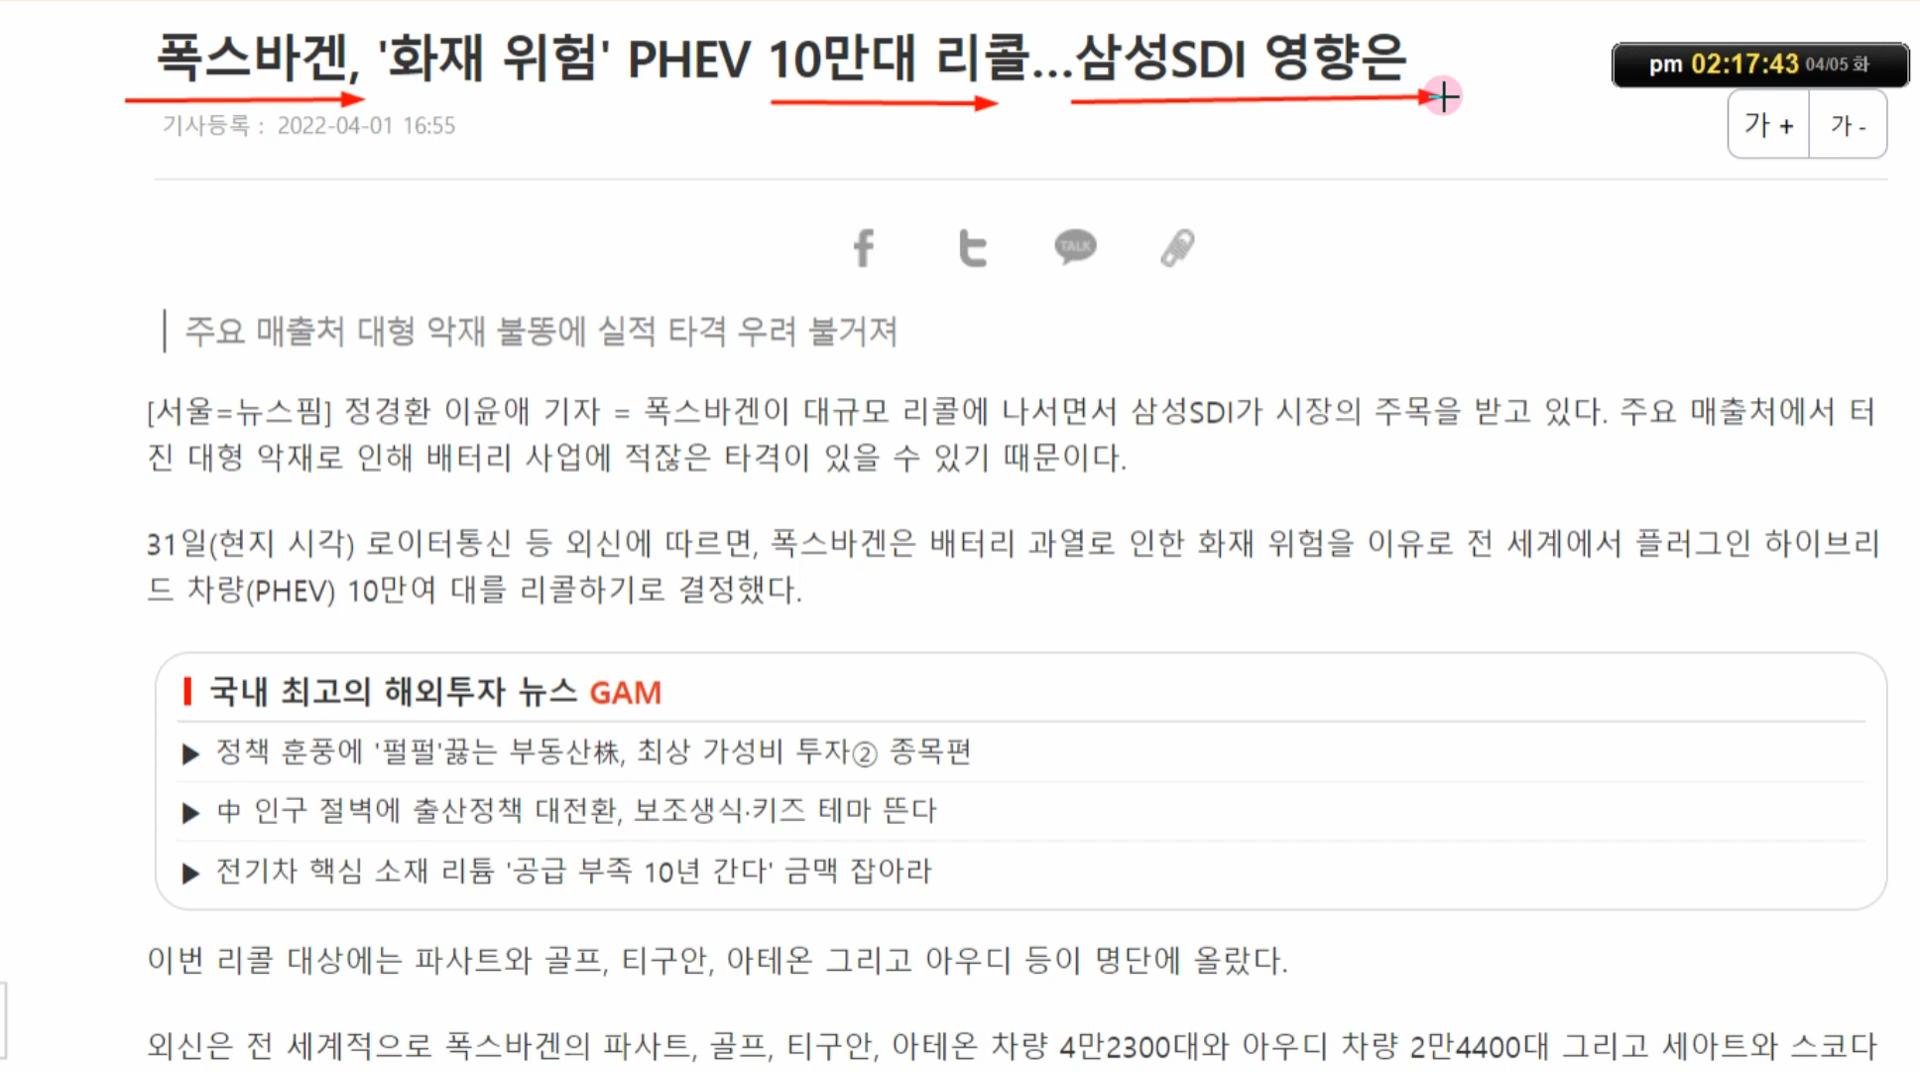 폭스바겐, '화재 위험' PHEV 10만대 리콜...삼성SDI 영향은
pm 02:17:43 04/05 화
기사등록 : 2022-04-01 16:55
가 + 가 -
TALK
주요 매출처 대형 악재 불똥에 실적 타격 우려 불거져
[서울=뉴스핌] 정경환 이윤애 기자 = 폭스바겐이 대규모 리콜에 나서면서 삼성SDI가 시장의 주목을 받고 있다. 주요 매출처에서 터
진 대형 악재로 인해 배터리 사업에 적잖은 타격이 있을 수 있기 때문이다.
31일(현지 시각) 로이터통신 등 외신에 따르면, 폭스바겐은 배터리 과열로 인한 화재 위험을 이유로 전 세계에서 플러그인 하이브리
드 차량(PHEV) 10만여 대를 리콜하기로 결정했다.
국내 최고의 해외투자 뉴스 GAM
▶ 정책 훈풍에 '펄펄'끓는 부동산株, 최상 가성비 투자② 종목편
▶ 中 인구 절벽에 출산정책 대전환, 보조생식·키즈 테마 뜬다
▶ 전기차 핵심 소재 리튬 '공급 부족 10년 간다' 금맥 잡아라
이번 리콜 대상에는 파사트와 골프, 티구안, 아테온 그리고 아우디 등이 명단에 올랐다.
외신은 전 세계적으로 폭스바겐의 파사트, 골프, 티구안, 아테온 차량 4만2300대와 아우디 차량 2만4400대 그리고 세아트와 스코다